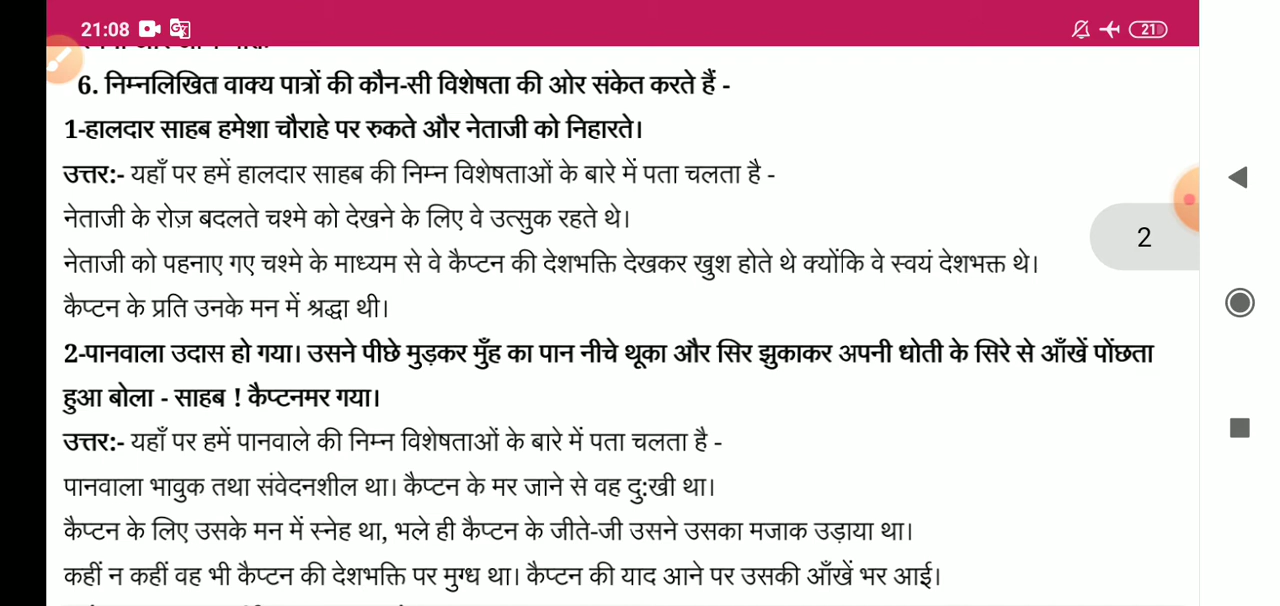 21:08
21
6. निम्नलिखित वाक्य पात्रों की कौन-सी विशेषता की ओर संकेत करते हैं -
1-हालदार साहब हमेशा चौराहे पर रुकते और नेताजी को निहारते।
उत्तर:- यहाँ पर हमें हालदार साहब की निम्न विशेषताओं के बारे में पता चलता है -
नेताजी के रोज़ बदलते चश्मे को देखने के लिए वे उत्सुक रहते थे।
2
नेताजी को पहनाए गए चश्मे के माध्यम से वे कैप्टन की देशभक्ति देखकर खुश होते थे क्योंकि वे स्वयं देशभक्त थे।
कैप्टन के प्रति उनके मन में श्रद्धा थी।
2-पानवाला उदास हो गया। उसने पीछे मुड़कर मुँह का पान नीचे थूका और सिर झुकाकर अपनी धोती के सिरे से आँखें पोंछता
हुआ बोला - साहब ! कैप्टनमर गया।
उत्तर:- यहाँ पर हमें पानवाले की निम्न विशेषताओं के बारे में पता चलता है -
पानवाला भावुक तथा संवेदनशील था। कैप्टन के मर जाने से वह दु:खी था।
कैप्टन के लिए उसके मन में स्नेह था, भले ही कैप्टन के जीते-जी उसने उसका मजाक उड़ाया था।
कहीं न कहीं वह भी कैप्टन की देशभक्ति पर मुग्ध था। कैप्टन की याद आने पर उसकी आँखें भर आई।